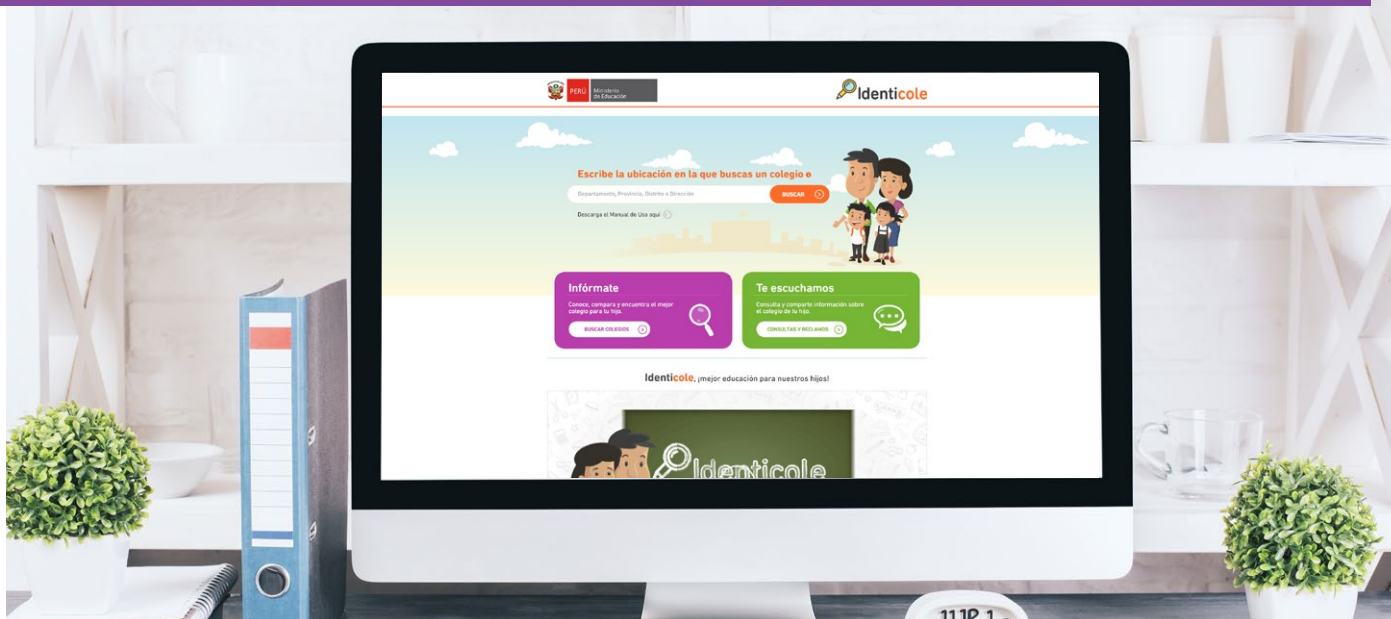 PERÚ
Ministerio
de Educación
Identicole
Escribe la ubicación en la que buscas un colegio o
Departamento, Provincia, Distrito o Dirección
BUSCAR
Descarga el Manual de Uso aquí
Infórmate
Conoce, compara y encuentra el mejor
colegio para tu hijo.
BUSCAR COLEGIOS
Te escuchamos
Consulta y comparte información sobre
el colegio de tu hijo.
CONSULTAS Y RECLAMOS
Identicole, ¡mejor educación para nuestros hijos!
Identicole